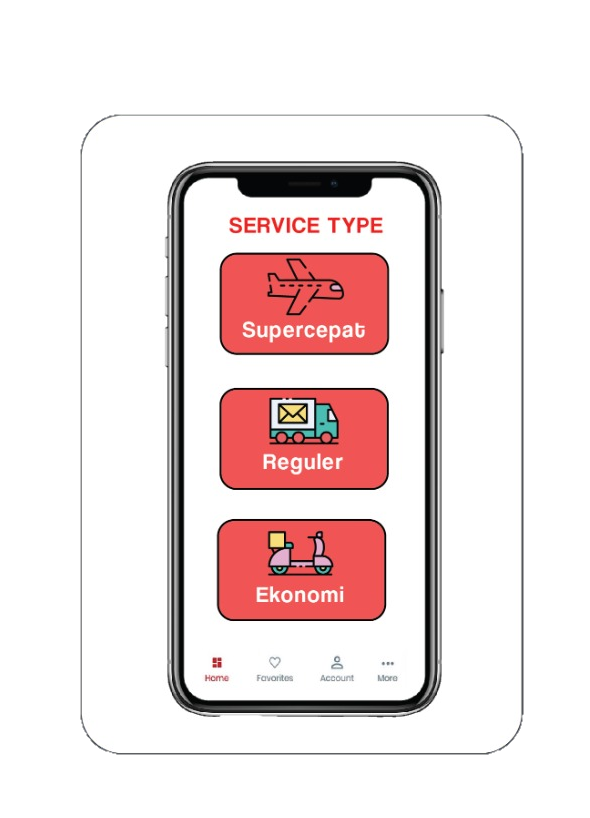 SERVICE TYPE
Supercepat
Reguler
Ekonomi
Home Favorites Account More